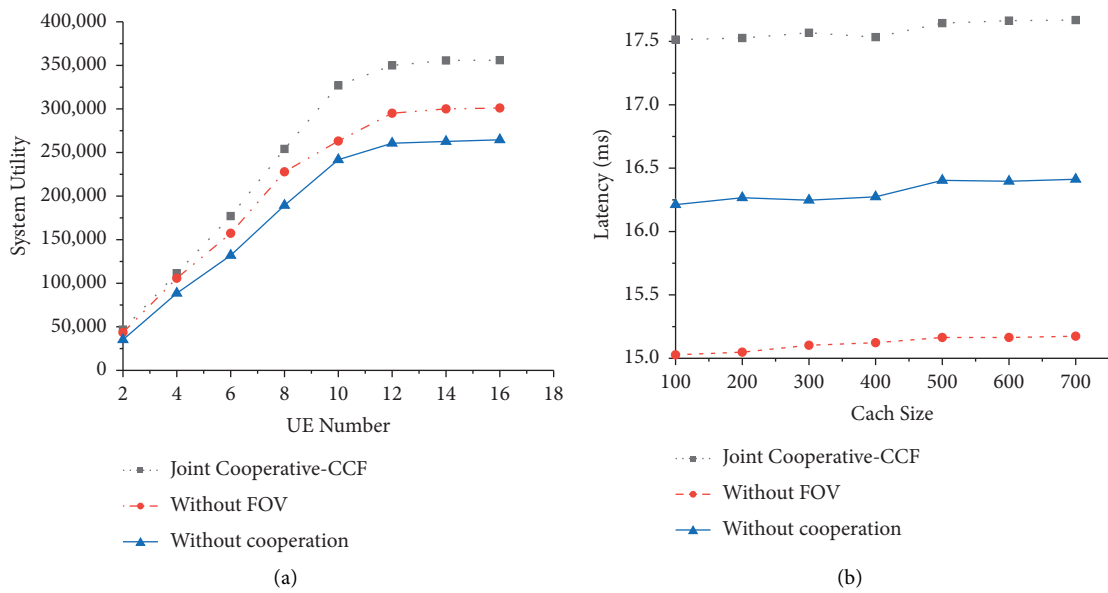 400,000
350,000
300,000
250,000
200,000
150,000
100,000
50,000
0
System Utility
2 4 6 8 10 12 14 16 18
UE Number
Joint Cooperative-CCF
Without FOV
Without cooperation
(a)
17.5
17.0
16.5
16.0
15.5
15.0
Latency (ms)
100 200 300 400 500 600 700
Cach Size
Joint Cooperative-CCF
Without FOV
Without cooperation
(b)